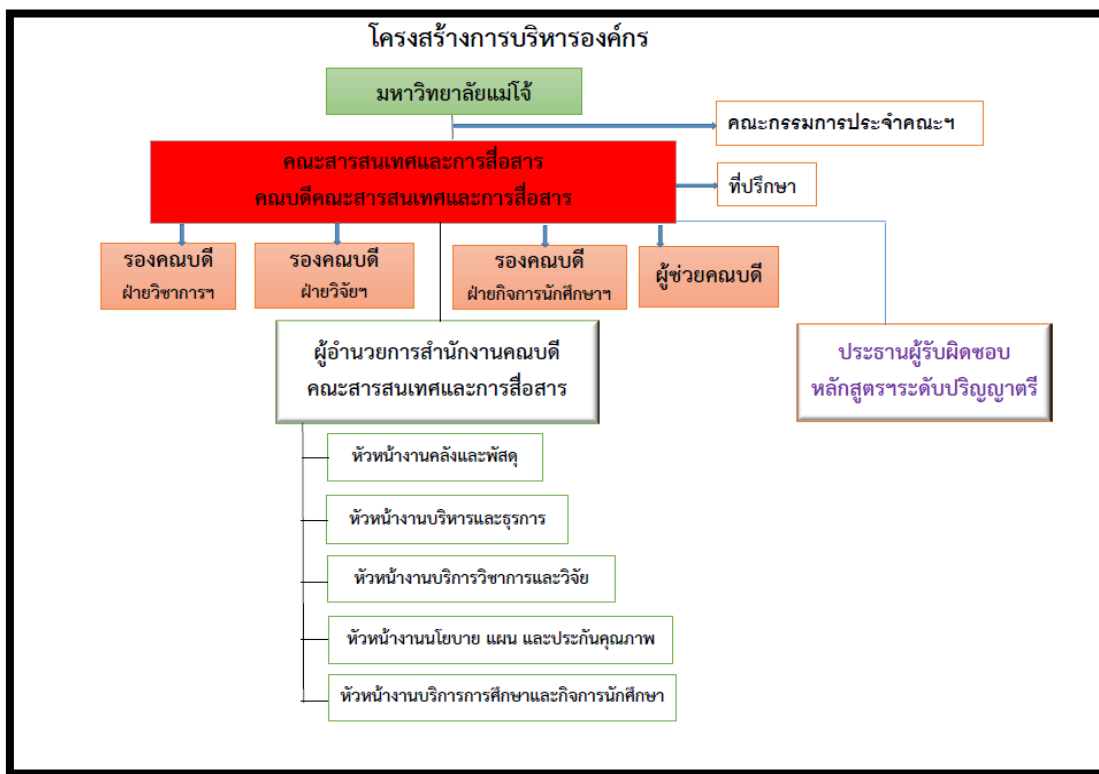 โครงสร้างการบริหารองค์กร
มหาวิทยาลัยแม่โจ้
คณะกรรมการประจำคณะฯ
คณะสารสนเทศและการสื่อสาร
คณบดีคณะสารสนเทศและการสื่อสาร
ที่ปรึกษา
รองคณบดี
ฝ่ายวิชาการฯ
รองคณบดี
ฝ่ายวิจัยฯ
รองคณบดี
ฝ่ายกิจการนักศึกษาฯ
ผู้ช่วยคณบดี
ผู้อำนวยการสำนักงานคณบดี
คณะสารสนเทศและการสื่อสาร
ประธานผู้รับผิดชอบ
หลักสูตรฯระดับปริญญาตรี
หัวหน้างานคลังและพัสดุ
หัวหน้างานบริหารและธุรการ
หัวหน้างานบริการวิชาการและวิจัย
หัวหน้างานนโยบาย แผน และประกันคุณภาพ
หัวหน้างานบริการการศึกษาและกิจการนักศึกษา